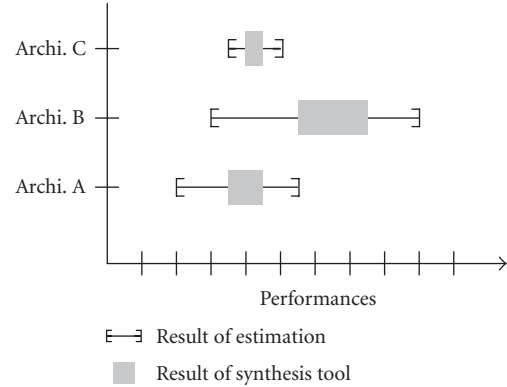 Archi. C
Archi. B
Archi. A
Performances
Result of estimation
Result of synthesis tool